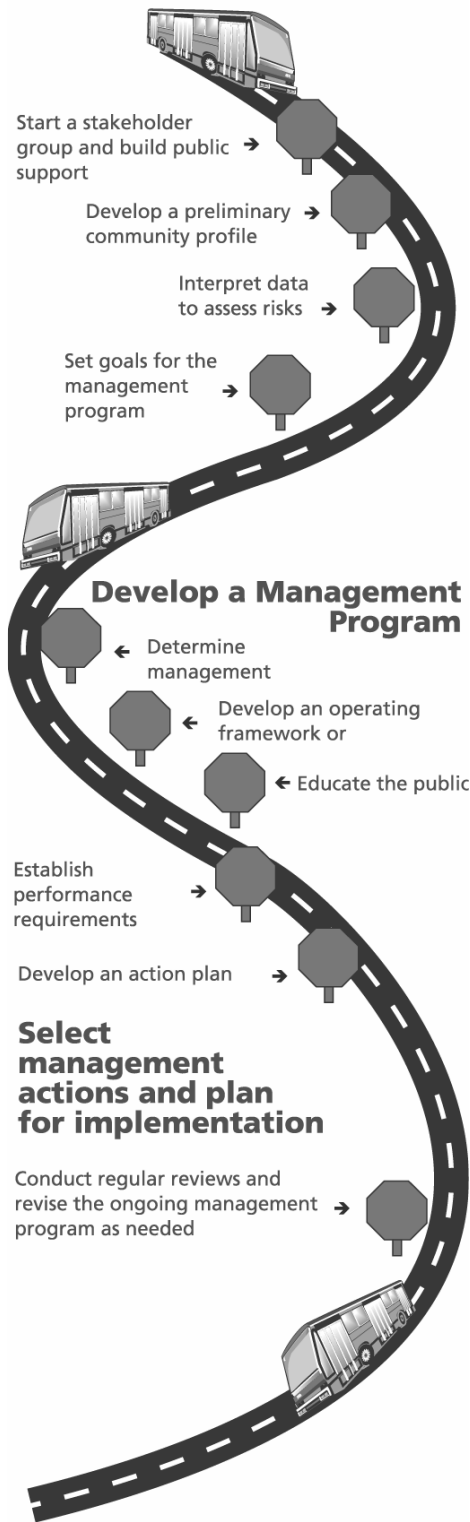 Start a stakeholder
group and build public
support
Develop a preliminary
community profile
Interpret data
to assess risks
Set goals for the
management
program
Develop a Management
Program
Determine
management
Develop an operating
framework or
Educate the public
Establish
performance
requirements
Develop an action plan
Select
management
actions and plan
for implementation
Conduct regular reviews and
revise the ongoing management
program as needed